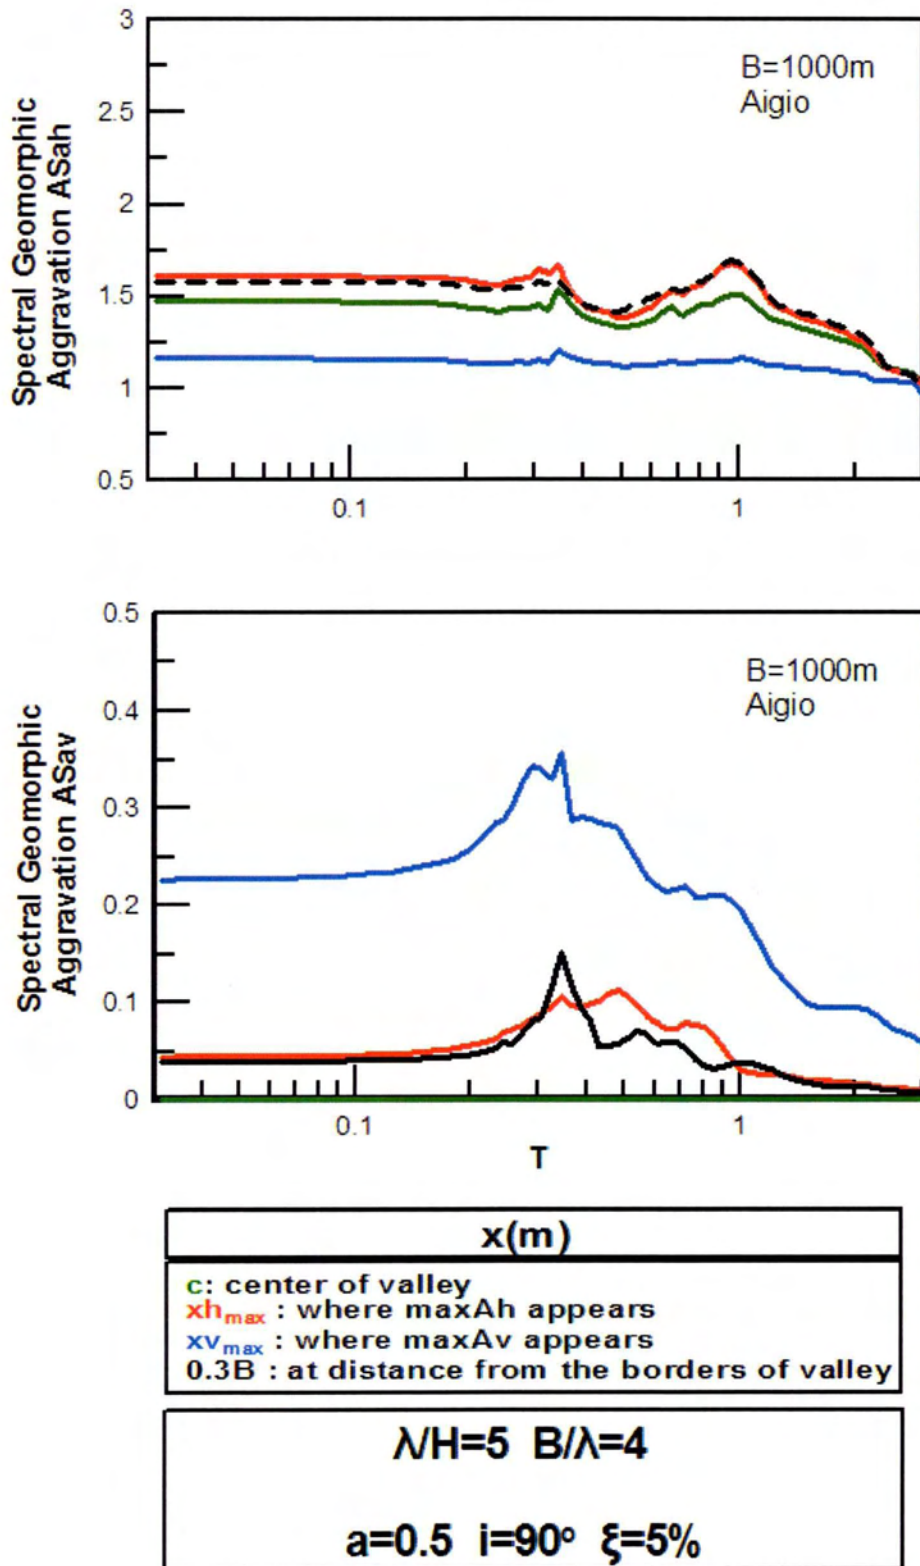 Spectral Geomorphic
Aggravation ASah
3
2.5
2
1.5
1
0.5
B=1000m
Aigio
0.1
1
Spectral Geomorphic
Aggravation ASav
0.5
0.4
0.3
0.2
0.1
0
B=1000m
Aigio
0.1
1
T
x(m)
c: center of valley
xhmax : where maxAh appears
xvmax : where maxAv appears
0.3B : at distance from the borders of valley
λ/H=5 B/λ=4
a=0.5 i=90º ξ=5%